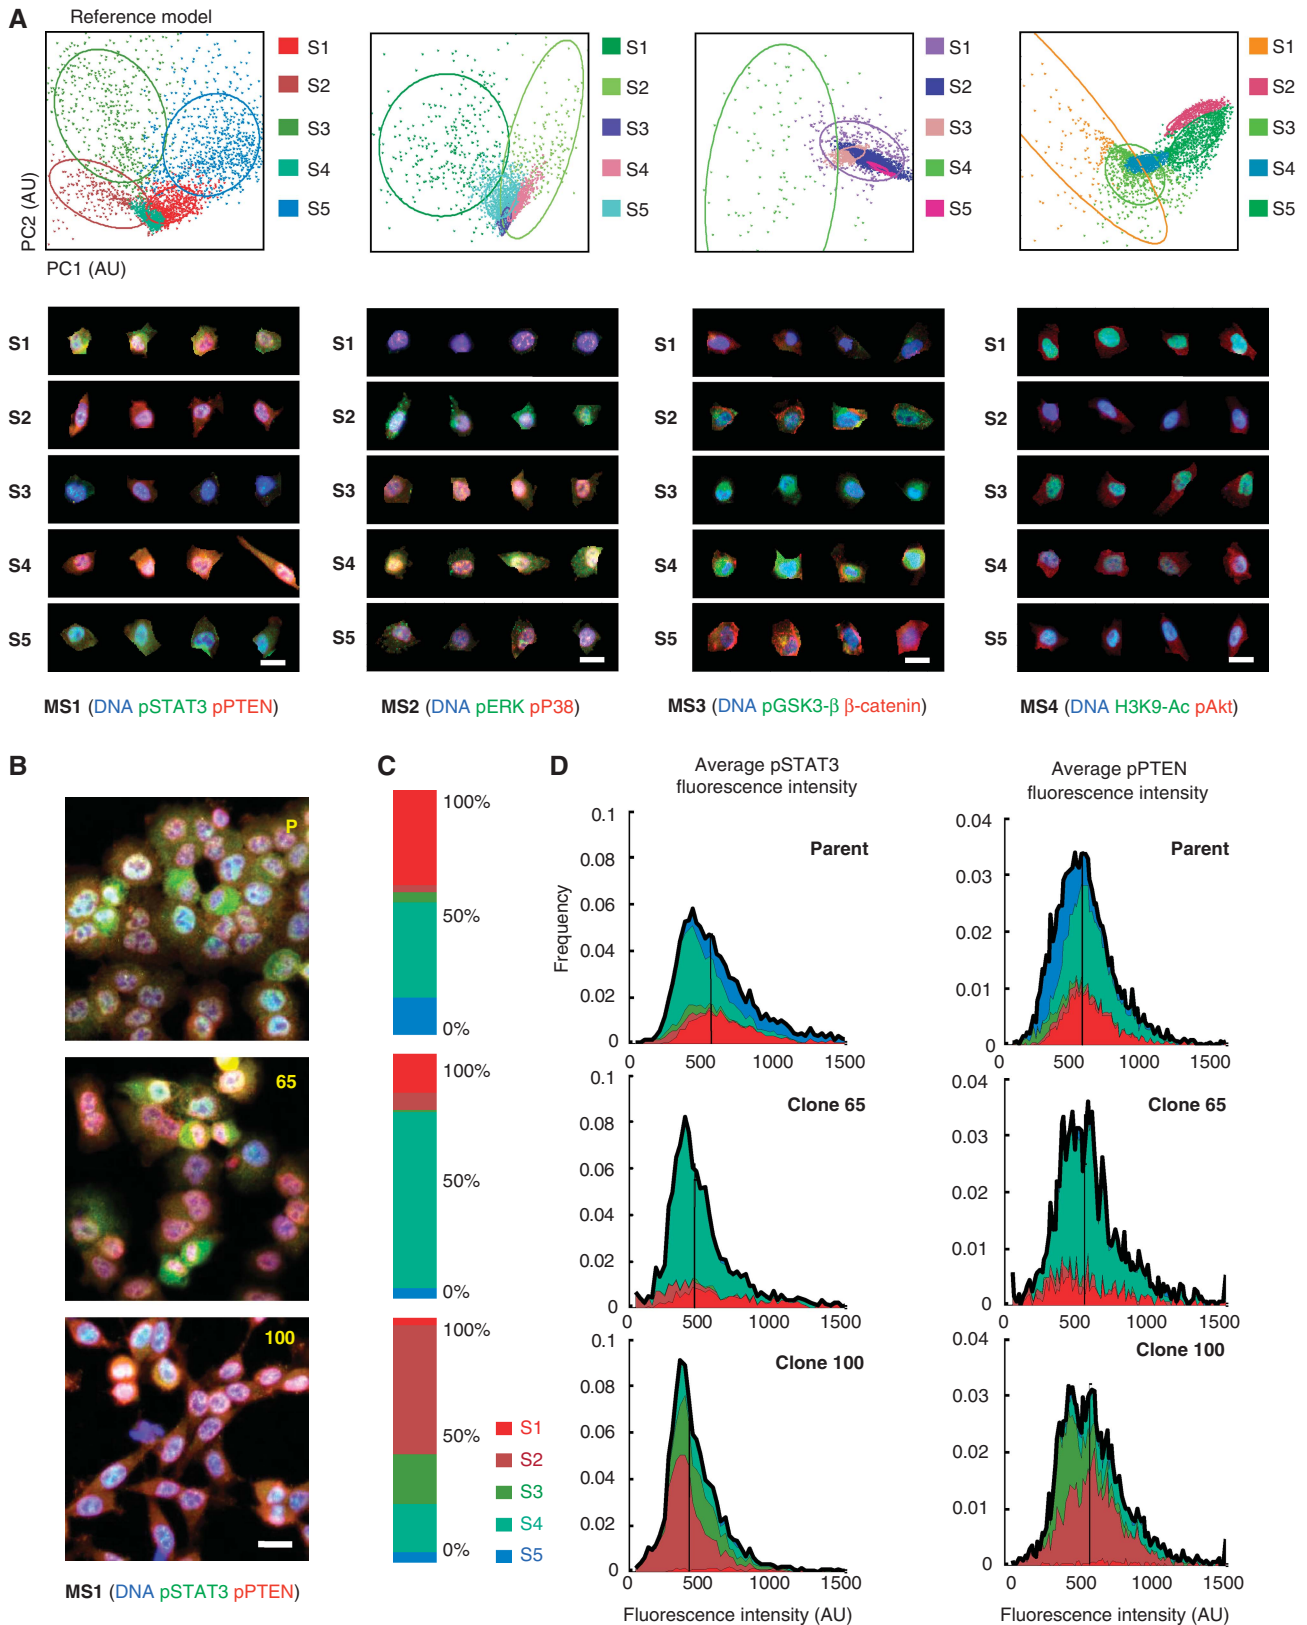 A
Reference model
PC2 (AU)
PC1 (AU)
S1
S2
S3
S4
S5
S1
S2
S3
S4
S5
S1
S2
S3
S4
S5
S1
S2
S3
S4
S5
S1
S2
S3
S4
S5
MS1 (DNA pSTAT3 pPTEN)
S1
S2
S3
S4
S5
MS2 (DNA pERK pP38)
S1
S2
S3
S4
S5
MS3 (DNA pGSK3-β β-catenin)
S1
S2
S3
S4
S5
MS4 (DNA H3K9-Ac pAkt)
B
P
65
100
MS1 (DNA pSTAT3 pPTEN)
C
100%
50%
0%
100%
50%
0%
100%
50%
0%
S1
S2
S3
S4
S5
D
Average pSTAT3
fluorescence intensity
Frequency
Parent
0.1
0.08
0.06
0.04
0.02
0
0 500 1000 1500
Clone 65
0.1
0.08
0.06
0.04
0.02
0
0 500 1000 1500
Clone 100
0.1
0.08
0.06
0.04
0.02
0
0 500 1000 1500
Fluorescence intensity (AU)
Average pPTEN
fluorescence intensity
Parent
0.04
0.03
0.02
0.01
0
0 500 1000 1500
Clone 65
0.04
0.03
0.02
0.01
0
0 500 1000 1500
Clone 100
0.04
0.03
0.02
0.01
0
0 500 1000 1500
Fluorescence intensity (AU)